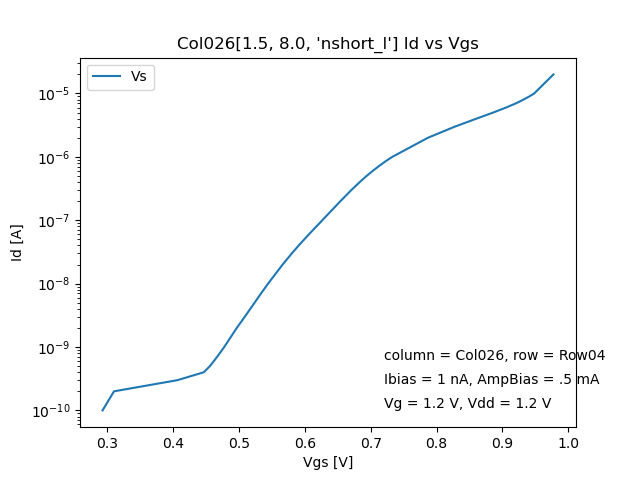 Col026[1.5, 8.0, 'nshort_l'] Id vs Vgs
Vs
Id [A]
10⁻⁵
10⁻⁶
10⁻⁷
10⁻⁸
10⁻⁹
10⁻¹⁰
column = Col026, row = Row04
Ibias = 1 nA, AmpBias = .5 mA
Vg = 1.2 V, Vdd = 1.2 V
0.3 0.4 0.5 0.6 0.7 0.8 0.9 1.0
Vgs [V]